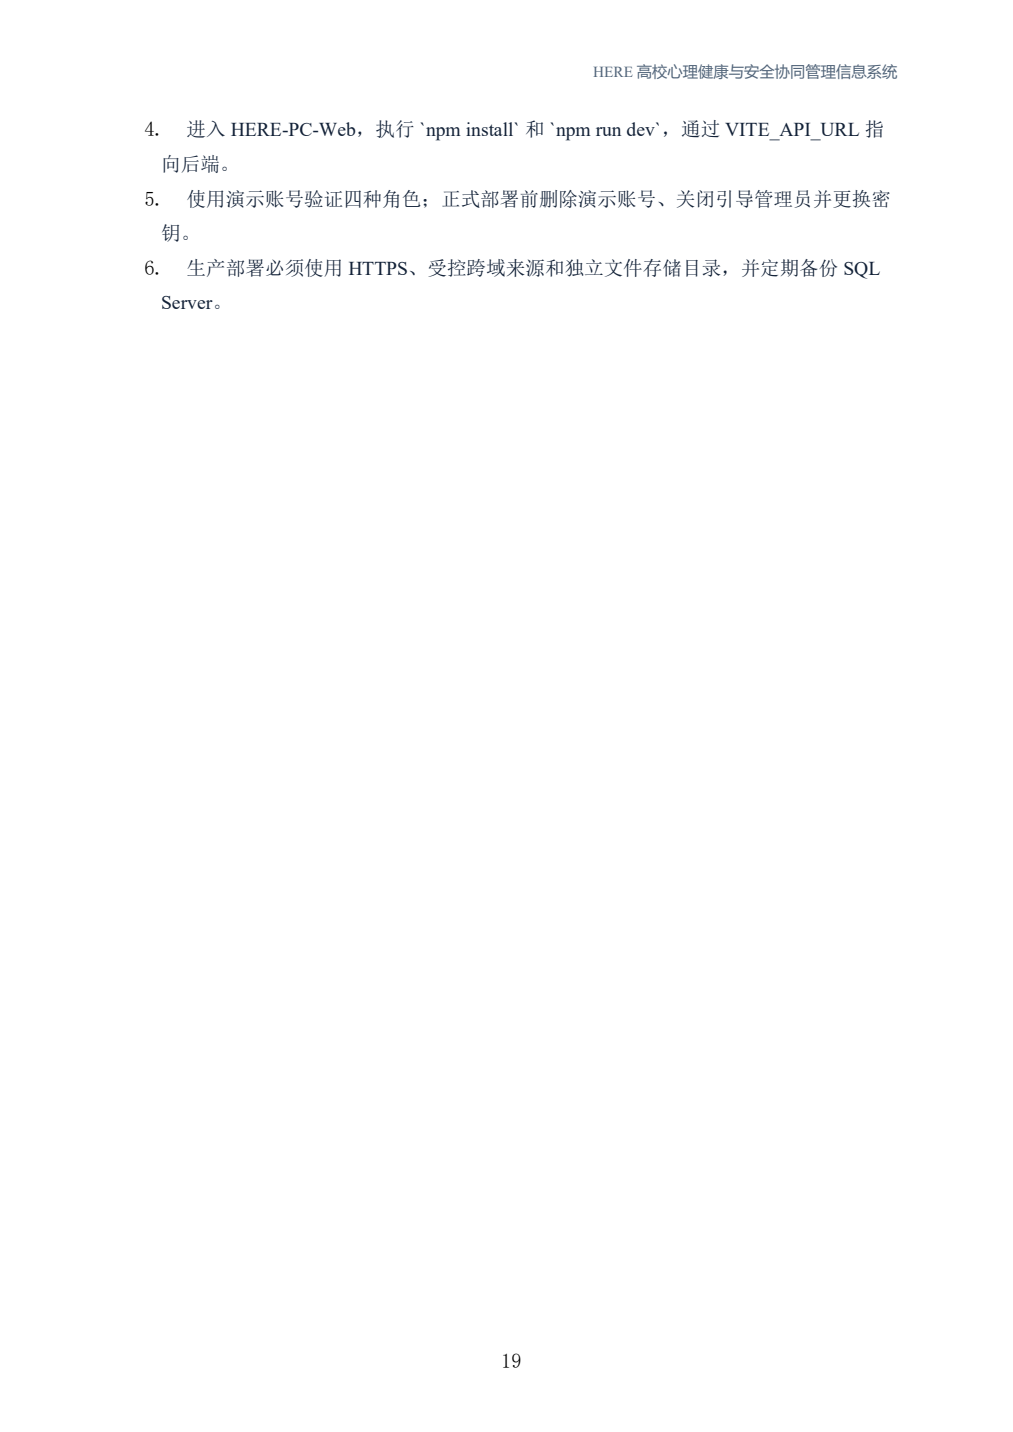 HERE 高校心理健康与安全协同管理信息系统
4. 进入 HERE-PC-Web，执行 `npm install` 和 `npm run dev`，通过 VITE_API_URL 指
向后端。
5. 使用演示账号验证四种角色；正式部署前删除演示账号、关闭引导管理员并更换密
钥。
6. 生产部署必须使用 HTTPS、受控跨域来源和独立文件存储目录，并定期备份 SQL
Server。
19